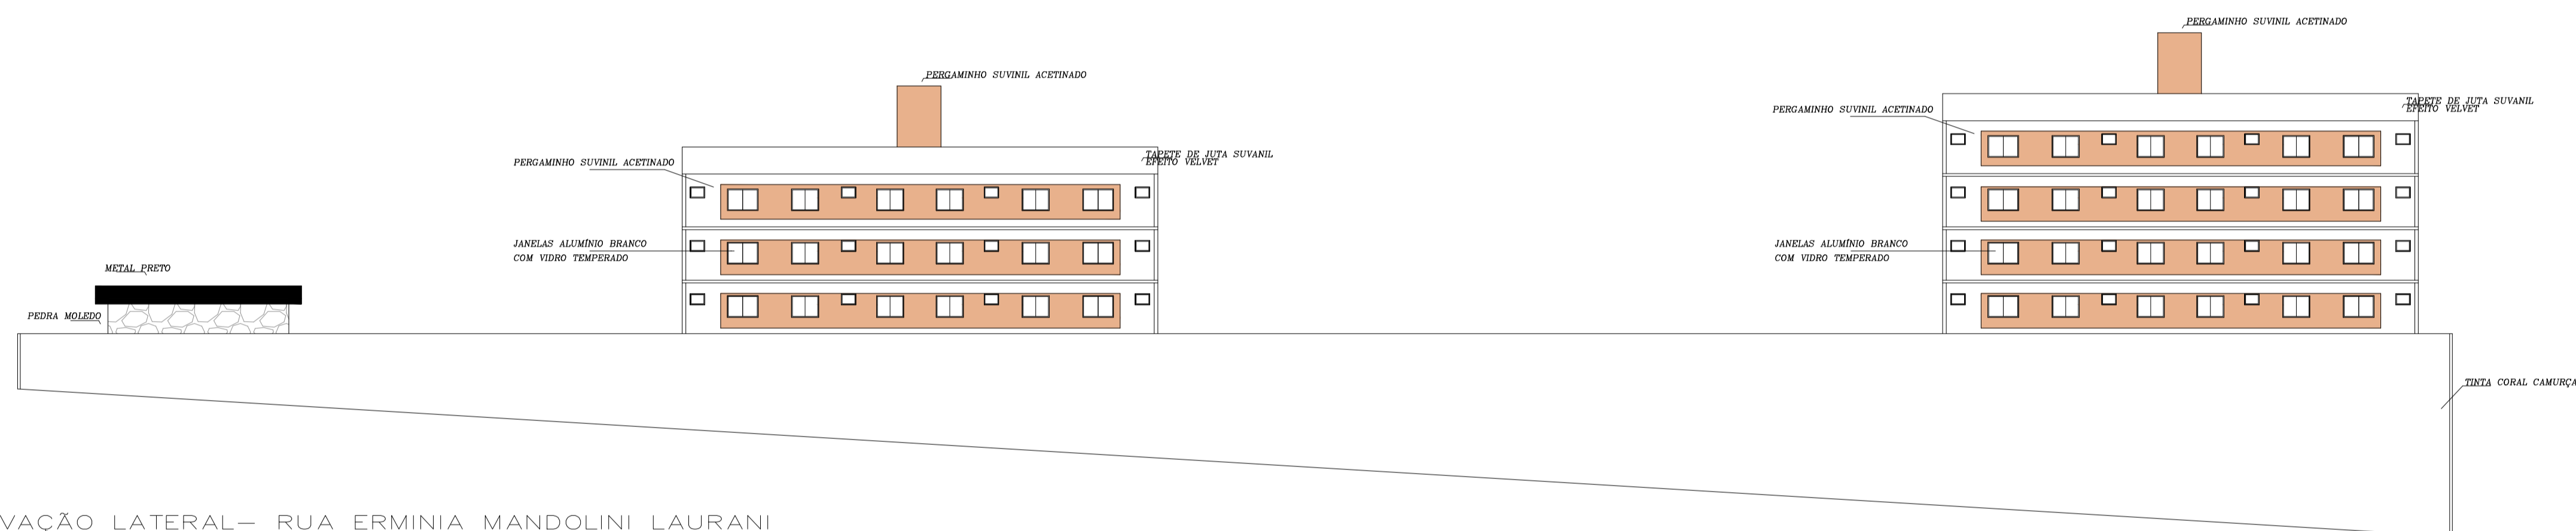 PERGAMINHO SUVINIL ACETINADO
PERGAMINHO SUVINIL ACETINADO
PERGAMINHO SUVINIL ACETINADO
TAPETE DE JUTA SUVANIL
EFEITO VELVET
PERGAMINHO SUVINIL ACETINADO
TAPETE DE JUTA SUVANIL
EFEITO VELVET
JANELAS ALUMÍNIO BRANCO
COM VIDRO TEMPERADO
JANELAS ALUMÍNIO BRANCO
COM VIDRO TEMPERADO
METAL PRETO
PEDRA MOLEDO
TINTA CORAL CAMURÇA
VAÇÃO LATERAL— RUA ERMINIA MANDOLINI LAURANI